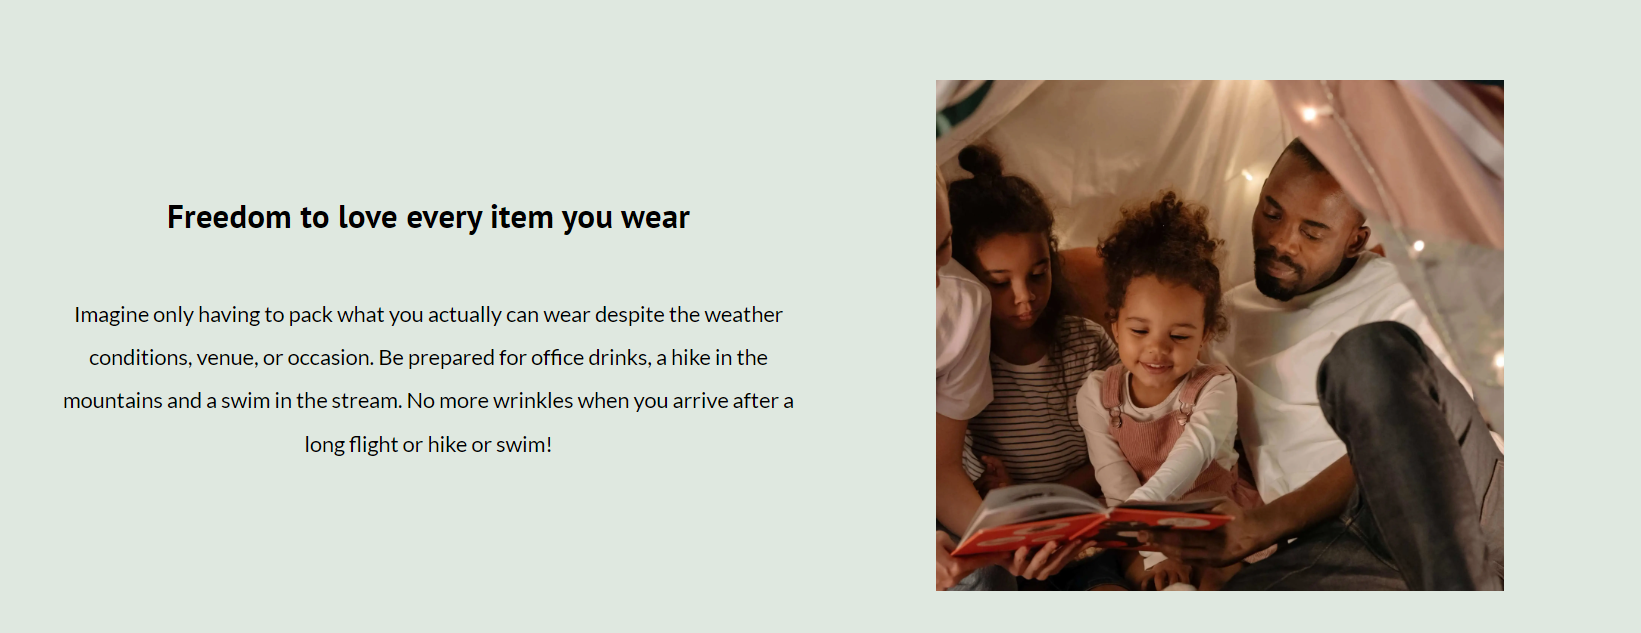 Freedom to love every item you wear
Imagine only having to pack what you actually can wear despite the weather
conditions, venue, or occasion. Be prepared for office drinks, a hike in the
mountains and a swim in the stream. No more wrinkles when you arrive after a
long flight or hike or swim!